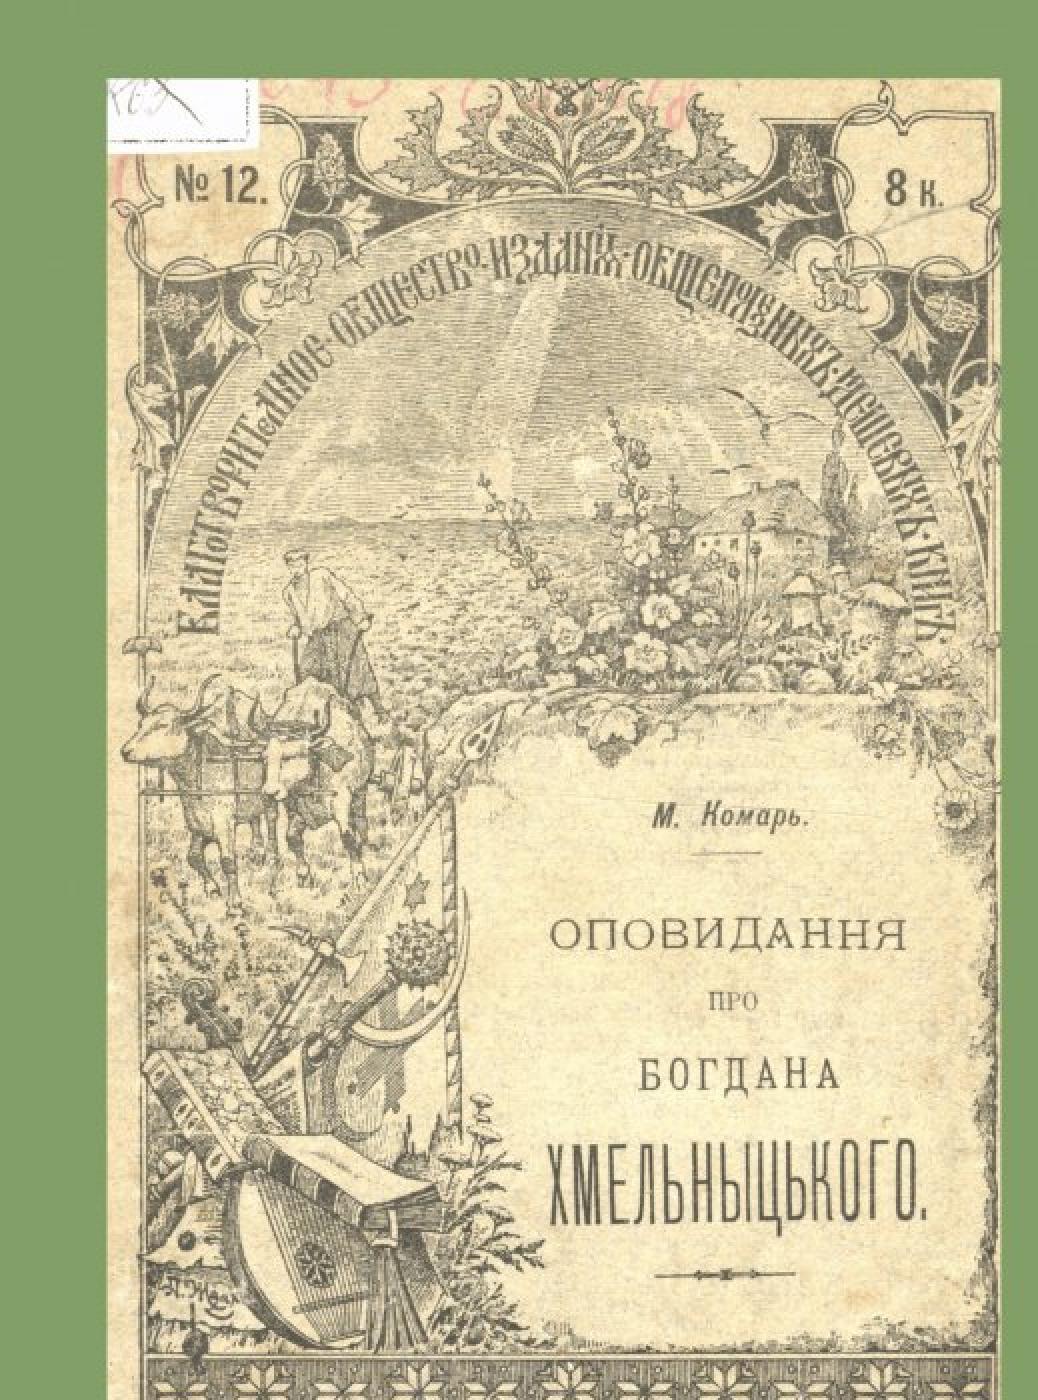 № 12.
8 к.
БЛАГОТВОРИТЕЛЬНОЕ·ОБЩЕСТВО·ИЗДАНІЯ·ОБЩЕПОЛЕЗНЫХЪ·И·ДЕШЕВЫХЪ·КНИГЪ·
М. Комарь.
ОПОВИДАННЯ
ПРО
БОГДАНА
ХМЕЛЬНЫЦЬКОГО.